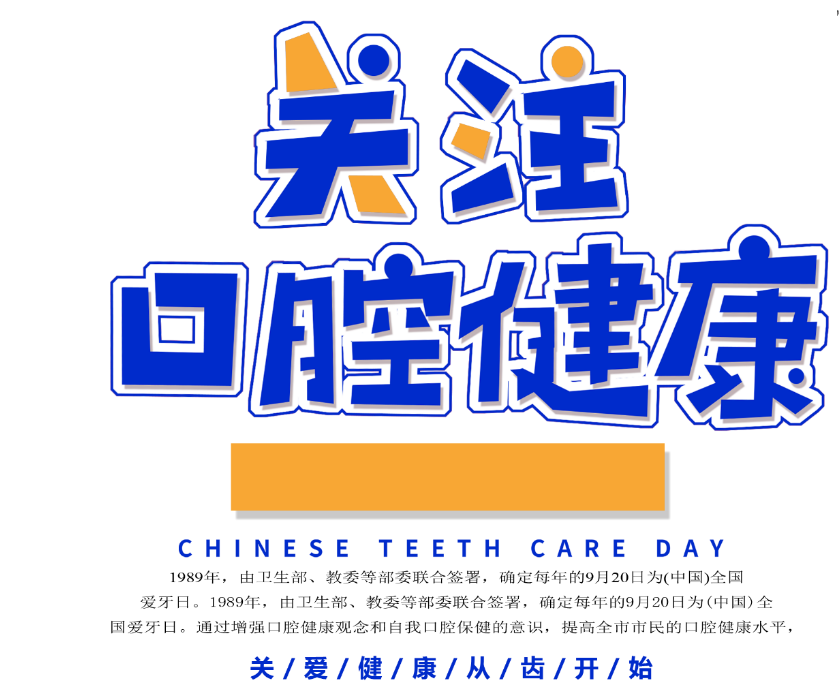 关注
口腔健康
CHINESE TEETH CARE DAY
1989年，由卫生部、教委等部委联合签署，确定每年的9月20日为(中国)全国
爱牙日。1989年，由卫生部、教委等部委联合签署，确定每年的9月20日为(中国)全
国爱牙日。通过增强口腔健康观念和自我口腔保健的意识，提高全市市民的口腔健康水平，
关/爱/健/康/从/齿/开/始